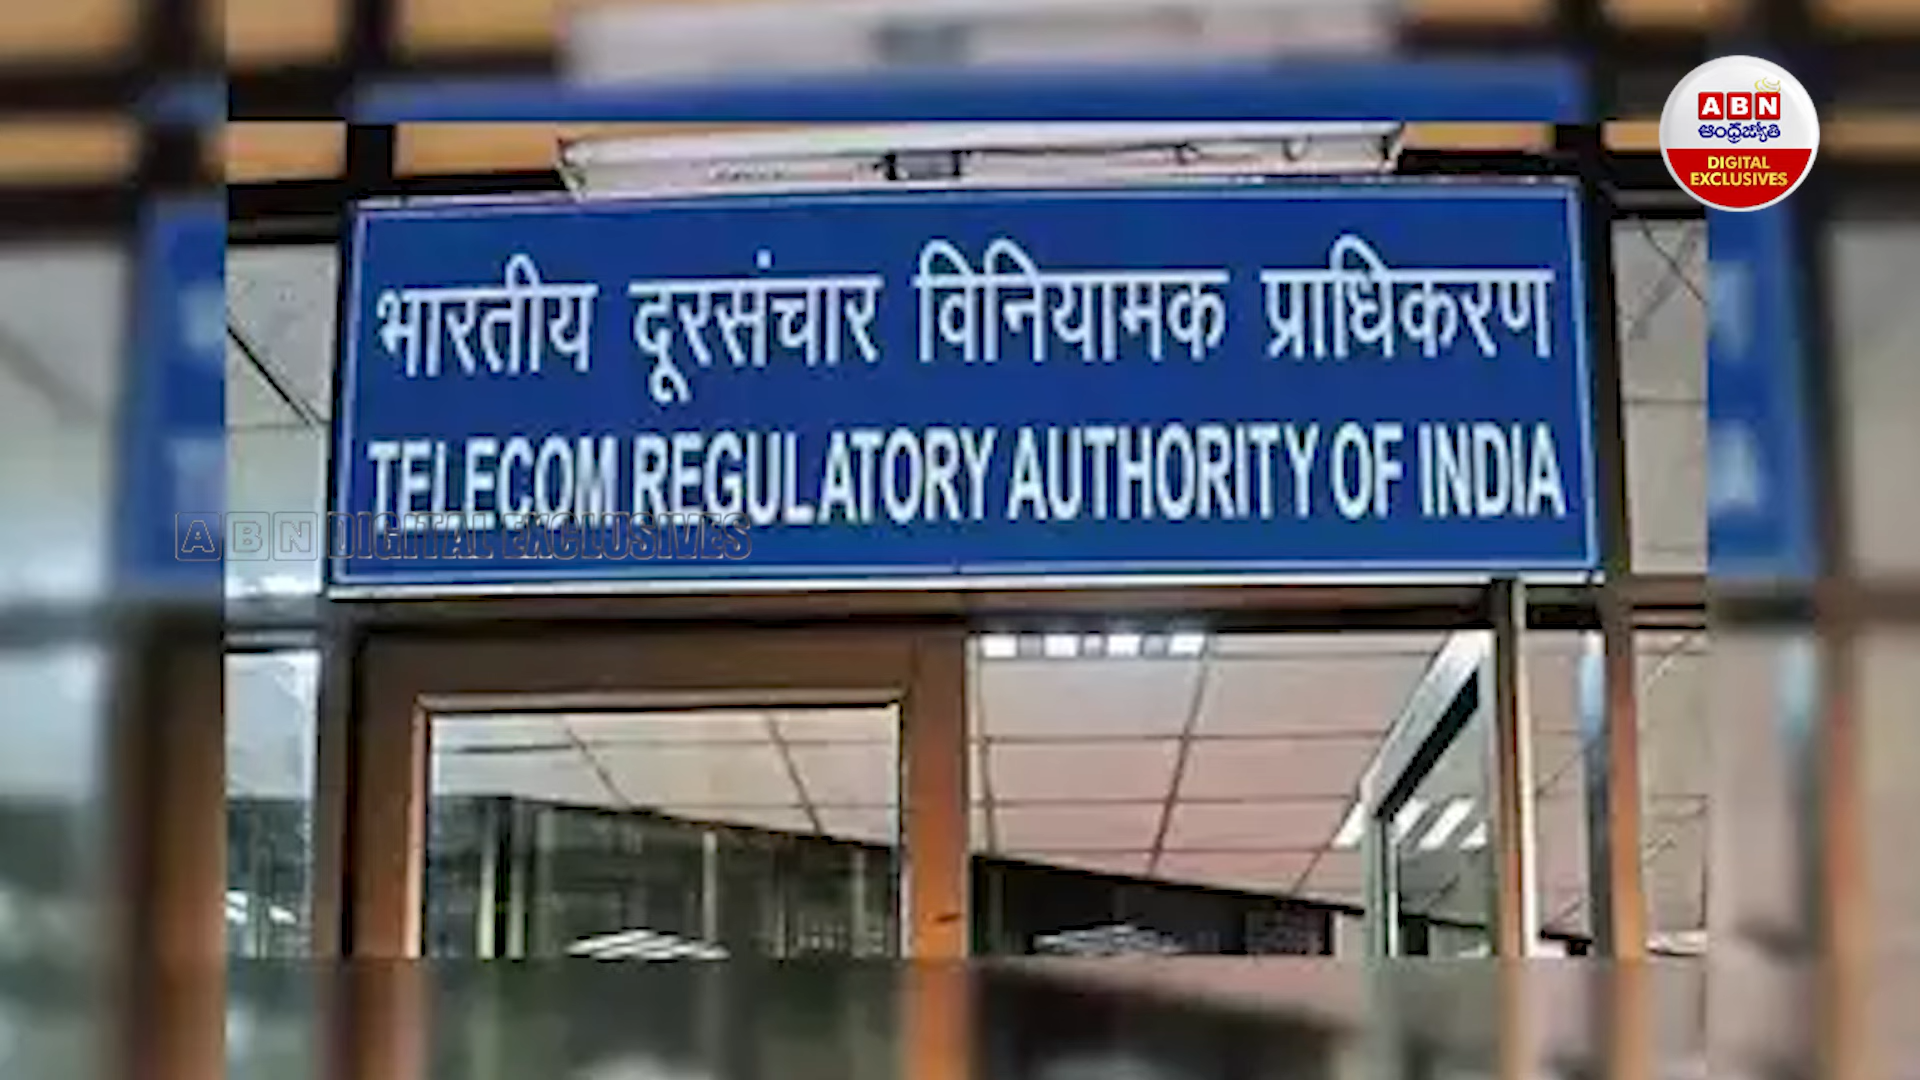 ABN
ఆంధ్రజ్యోతి
DIGITAL
EXCLUSIVES
भारतीय दूरसंचार विनियामक प्राधिकरण
TELECOM REGULATORY AUTHORITY OF INDIA
ABN DIGITAL EXCLUSIVES